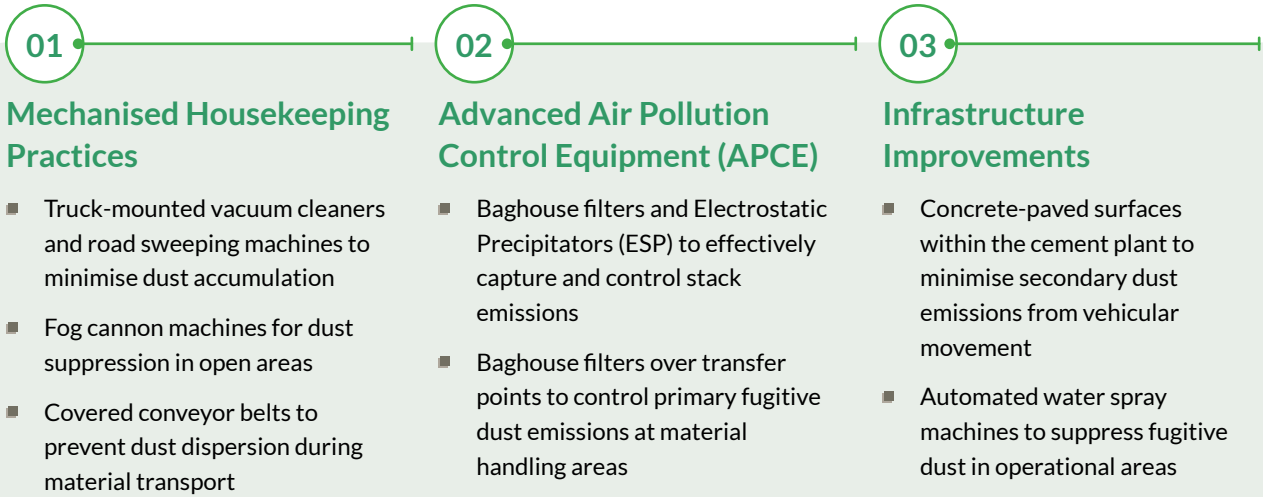 01
Mechanised Housekeeping
Practices
Truck-mounted vacuum cleaners
and road sweeping machines to
minimise dust accumulation
Fog cannon machines for dust
suppression in open areas
Covered conveyor belts to
prevent dust dispersion during
material transport
02
Advanced Air Pollution
Control Equipment (APCE)
Baghouse filters and Electrostatic
Precipitators (ESP) to effectively
capture and control stack
emissions
Baghouse filters over transfer
points to control primary fugitive
dust emissions at material
handling areas
03
Infrastructure
Improvements
Concrete-paved surfaces
within the cement plant to
minimise secondary dust
emissions from vehicular
movement
Automated water spray
machines to suppress fugitive
dust in operational areas